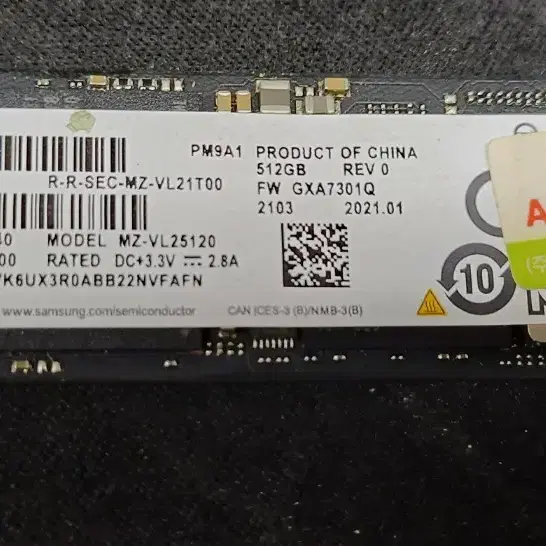 PM9A1 PRODUCT OF CHINA
R-R-SEC-MZ-VL21T00
512GB REV 0
FW GXA7301Q
2103 2021.01
MODEL MZ-VL25120
RATED DC+3.3V ⎓ 2.8A
K6UX3R0ABB22NVFAFN
www.samsung.com/semiconductor
CAN ICES-3 (B)/NMB-3(B)
10
A
(주